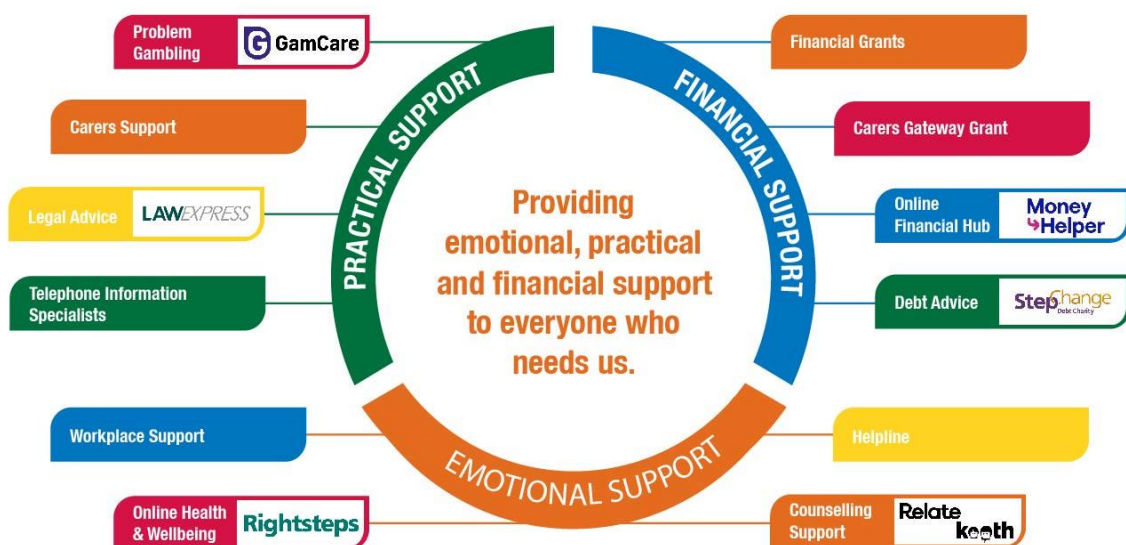 Problem
Gambling
GamCare
Carers Support
Legal Advice
LAWEXPRESS
Telephone Information
Specialists
Workplace Support
Online Health
& Wellbeing
Rightsteps
PRACTICAL SUPPORT
FINANCIAL SUPPORT
EMOTIONAL SUPPORT
Providing
emotional, practical
and financial support
to everyone who
needs us.
Financial Grants
Carers Gateway Grant
Online
Financial Hub
Money
Helper
Debt Advice
StepChange
Debt Charity
Helpline
Counselling
Support
Relate
kooth